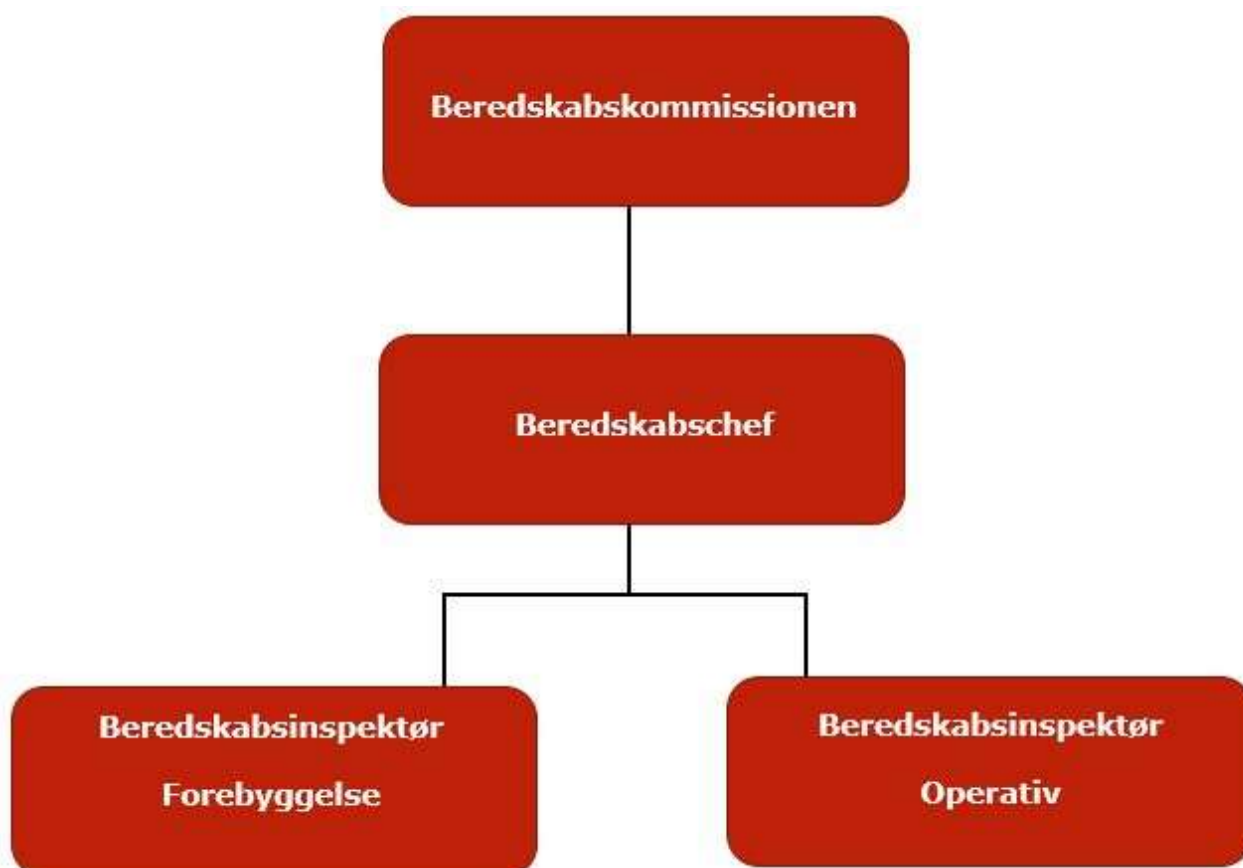 Beredskabskommissionen
Beredskabschef
Beredskabsinspektør
Forebyggelse
Beredskabsinspektør
Operativ